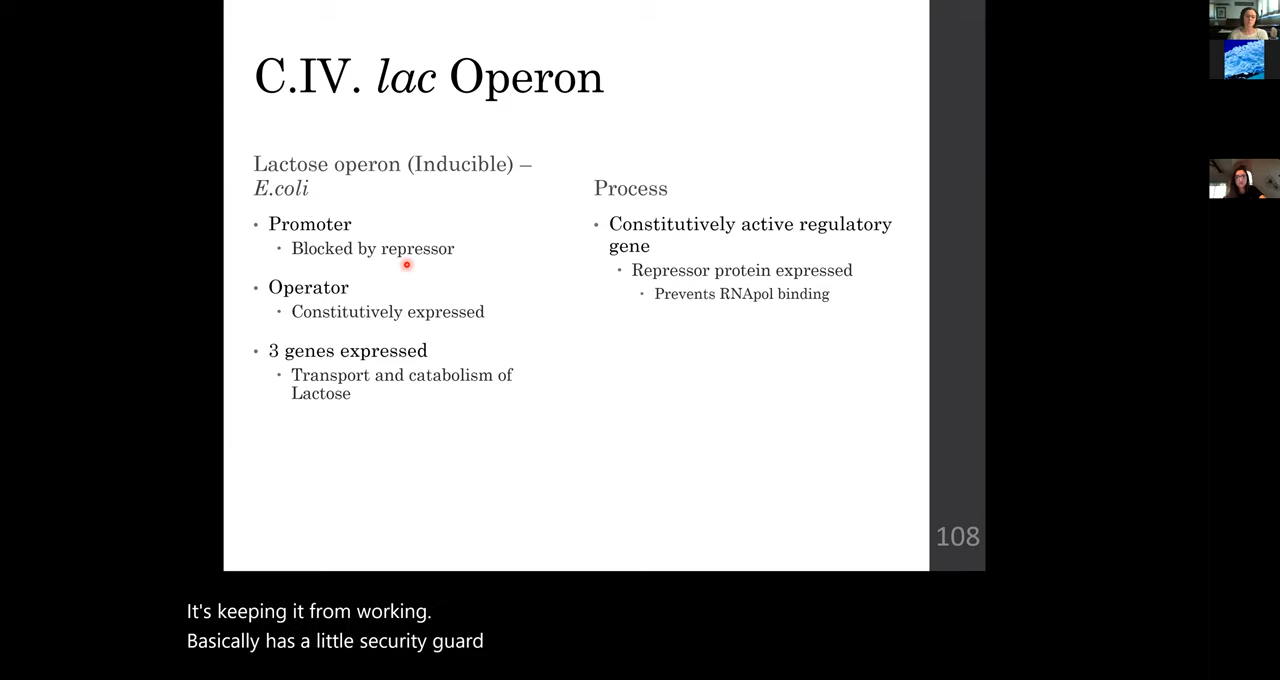 C.IV. lac Operon
Lactose operon (Inducible) –
E.coli
• Promoter
• Blocked by repressor
• Operator
• Constitutively expressed
• 3 genes expressed
• Transport and catabolism of
Lactose
Process
• Constitutively active regulatory
gene
• Repressor protein expressed
• Prevents RNApol binding
108
It's keeping it from working.
Basically has a little security guard